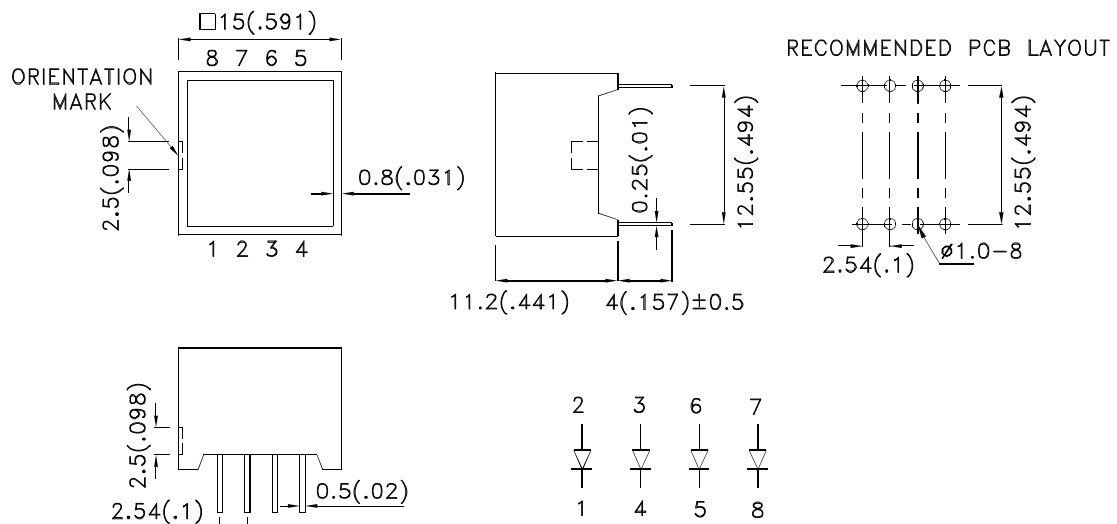 □15(.591)
8 7 6 5
ORIENTATION
MARK
2.5(.098)
0.8(.031)
1 2 3 4
0.25(.01)
12.55(.494)
11.2(.441)
4(.157)±0.5
RECOMMENDED PCB LAYOUT
12.55(.494)
2.54(.1)
ø1.0-8
2.5(.098)
2.54(.1)
0.5(.02)
2 3 6 7
1 4 5 8